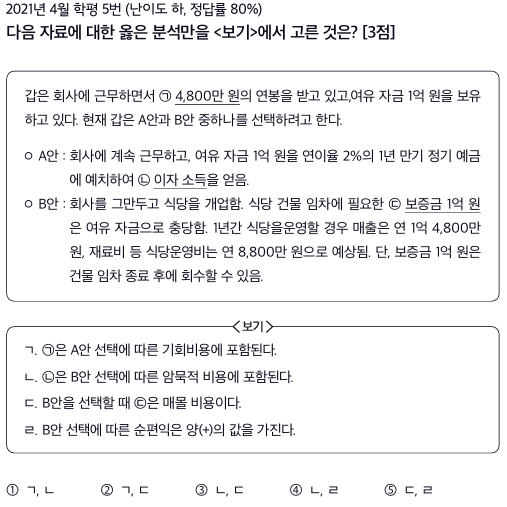 2021년 4월 학평 5번 (난이도 하, 정답률 80%)
다음 자료에 대한 옳은 분석만을 <보기>에서 고른 것은? [3점]
갑은 회사에 근무하면서 ㉠ 4,800만 원의 연봉을 받고 있고,여유 자금 1억 원을 보유
하고 있다. 현재 갑은 A안과 B안 중하나를 선택하려고 한다.
ㅇ A안 : 회사에 계속 근무하고, 여유 자금 1억 원을 연이율 2%의 1년 만기 정기 예금
에 예치하여 ㉡ 이자 소득을 얻음.
ㅇ B안 : 회사를 그만두고 식당을 개업함. 식당 건물 임차에 필요한 ㉢ 보증금 1억 원
은 여유 자금으로 충당함. 1년간 식당을운영할 경우 매출은 연 1억 4,800만
원, 재료비 등 식당운영비는 연 8,800만 원으로 예상됨. 단, 보증금 1억 원은
건물 임차 종료 후에 회수할 수 있음.
<보기>
ㄱ. ㉠은 A안 선택에 따른 기회비용에 포함된다.
ㄴ. ㉡은 B안 선택에 따른 암묵적 비용에 포함된다.
ㄷ. B안을 선택할 때 ㉢은 매몰 비용이다.
ㄹ. B안 선택에 따른 순편익은 양(+)의 값을 가진다.
① ㄱ, ㄴ ② ㄱ, ㄷ ③ ㄴ, ㄷ ④ ㄴ, ㄹ ⑤ ㄷ, ㄹ